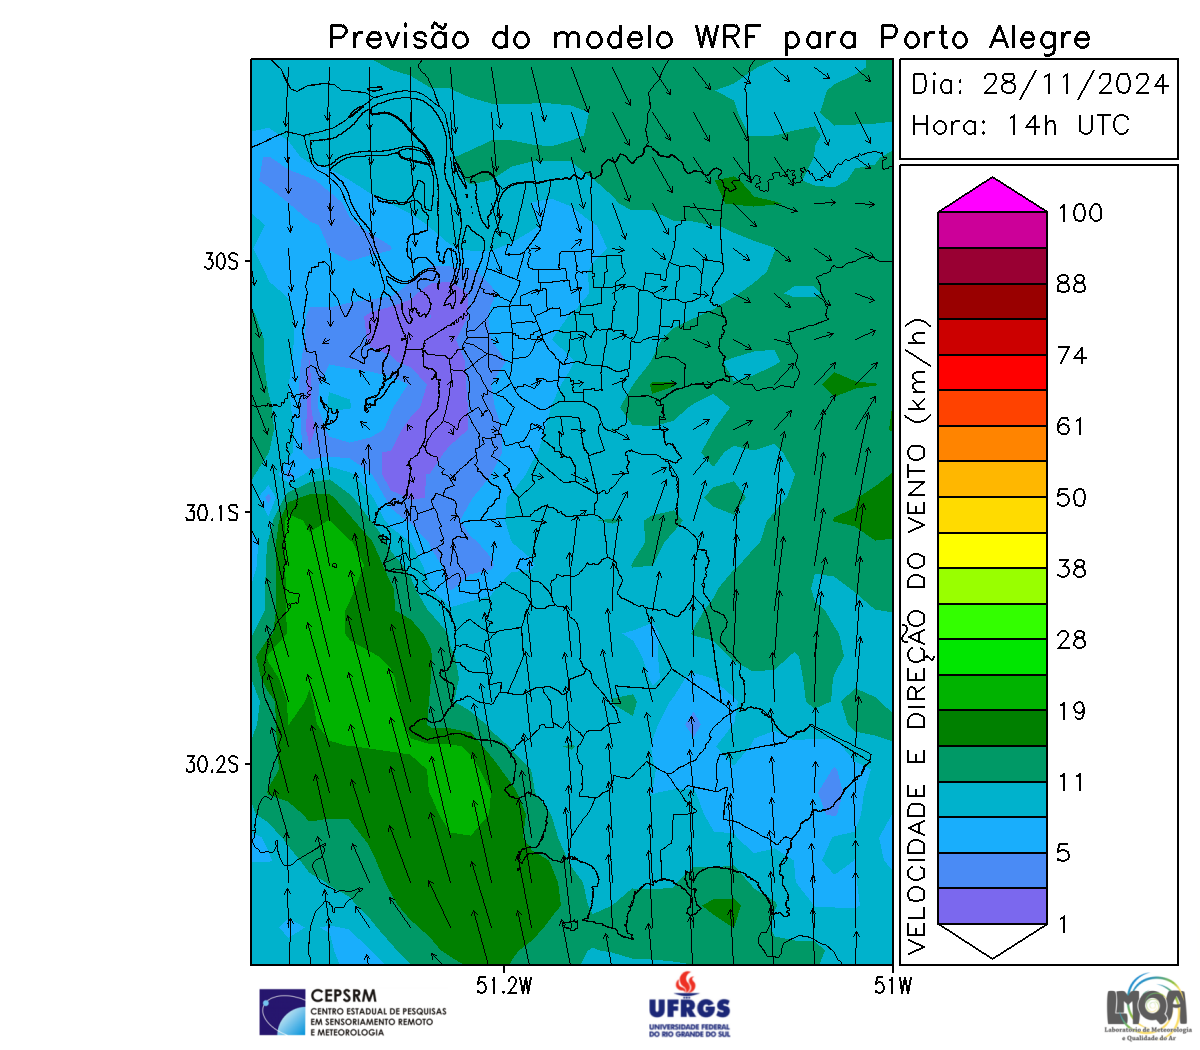 Previsão do modelo WRF para Porto Alegre
Dia: 28/11/2024
Hora: 14h UTC
100
88
74
61
50
38
28
19
11
5
1
VELOCIDADE E DIREÇÃO DO VENTO (km/h)
30S
30.1S
30.2S
51.2W
51W
CEPSRM
CENTRO ESTADUAL DE PESQUISAS
EM SENSORIAMENTO REMOTO
E METEOROLOGIA
UFRGS
UNIVERSIDADE FEDERAL
DO RIO GRANDE DO SUL
LMQA
Laboratório de Meteorologia
e Qualidade do Ar